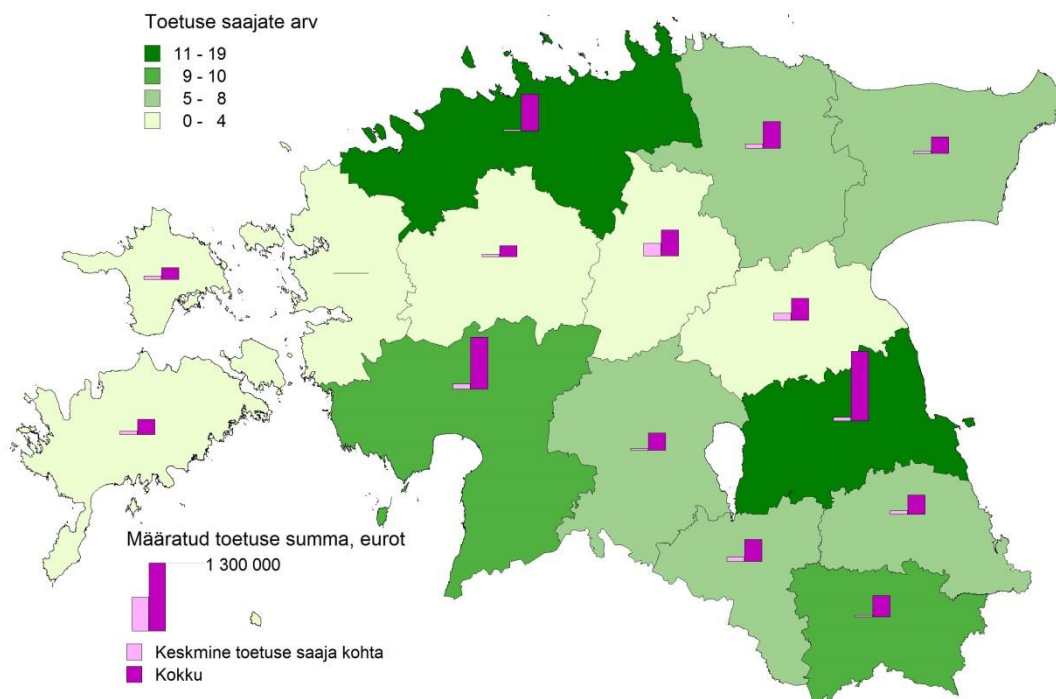 Toetuse saajate arv
11 - 19
9 - 10
5 - 8
0 - 4
Määratud toetuse summa, eurot
1 300 000
Keskmine toetuse saaja kohta
Kokku